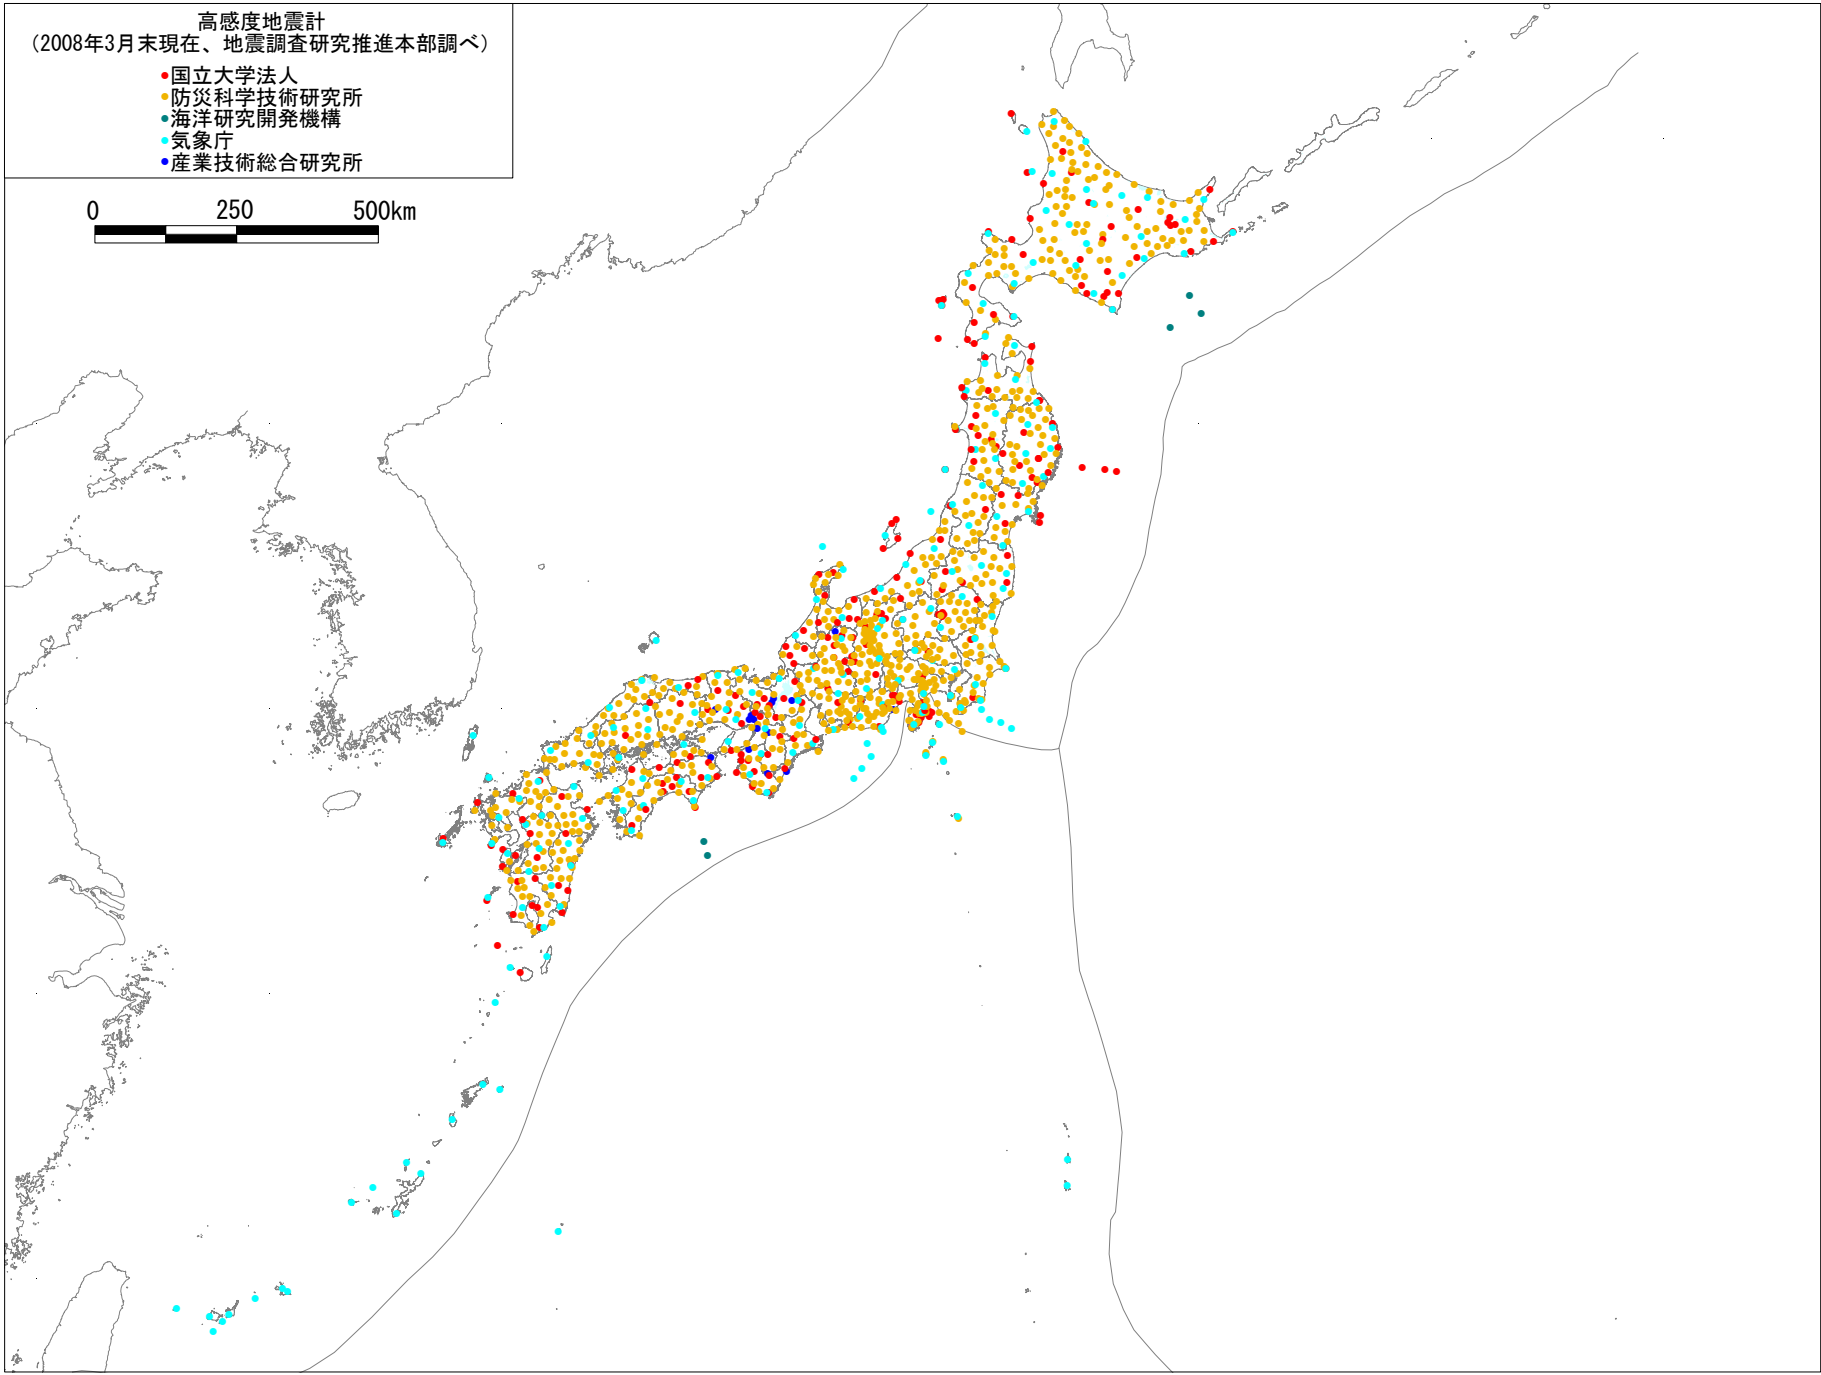 高感度地震計
（2008年3月末現在、地震調査研究推進本部調べ）
国立大学法人
防災科学技術研究所
海洋研究開発機構
気象庁
産業技術総合研究所
0 250 500km